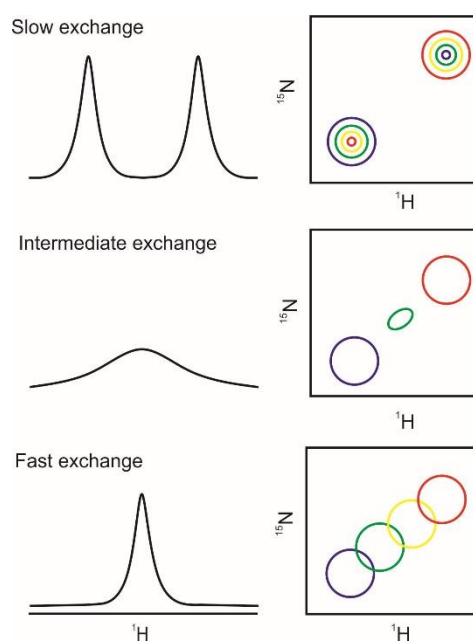 Slow exchange
¹⁵N
¹H
Intermediate exchange
¹⁵N
¹H
Fast exchange
¹⁵N
¹H
¹H